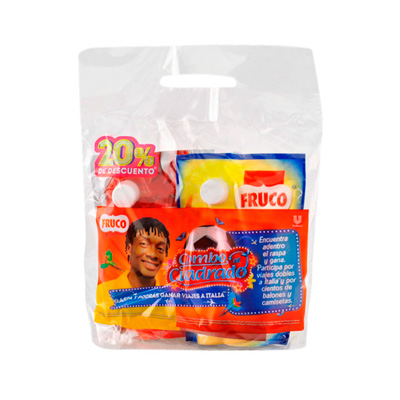 20%
DE DESCUENTO
FRUCO
FRUCO
Combo
Cuadrado
Y PODRÁS GANAR VIAJES A ITALIA
Encuentra
adentro
el raspa
y gana.
Participa por
viajes dobles
a Italia y por
cientos de
balones y
camisetas.